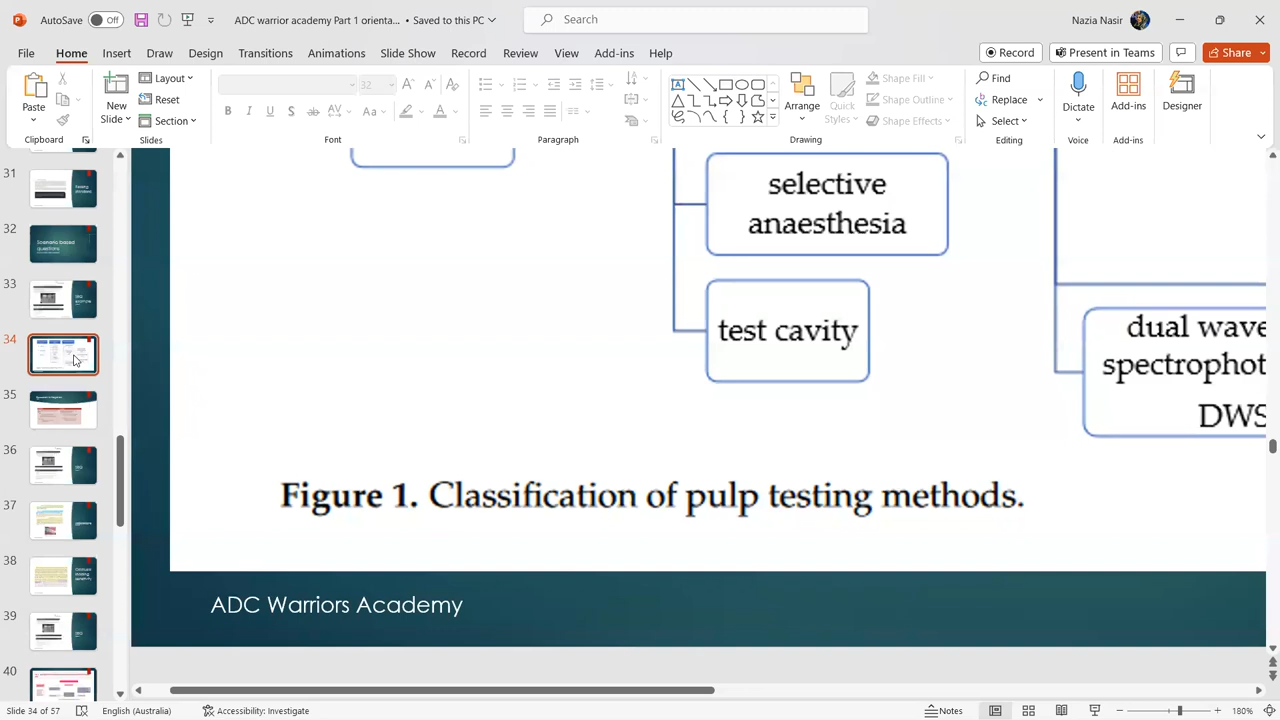 AutoSave Off
ADC warrior academy Part 1 orienta... • Saved to this PC
Search
Nazia Nasir
File Home Insert Draw Design Transitions Animations Slide Show Record Review View Add-ins Help
Record Present in Teams Share
Paste
New Slide
Layout
Reset
Section
32
Arrange
Quick Styles
Shape Fill
Shape Outline
Shape Effects
Find
Replace
Select
Dictate
Add-ins
Designer
Clipboard Slides Font Paragraph Drawing Editing Voice Add-ins
31
32
Scenario based
questions
33
34
35
36
37
38
39
40
selective
anaesthesia
test cavity
dual wave
spectrophot
DWS
Figure 1. Classification of pulp testing methods.
ADC Warriors Academy
Slide 34 of 57 English (Australia) Accessibility: Investigate Notes 180%